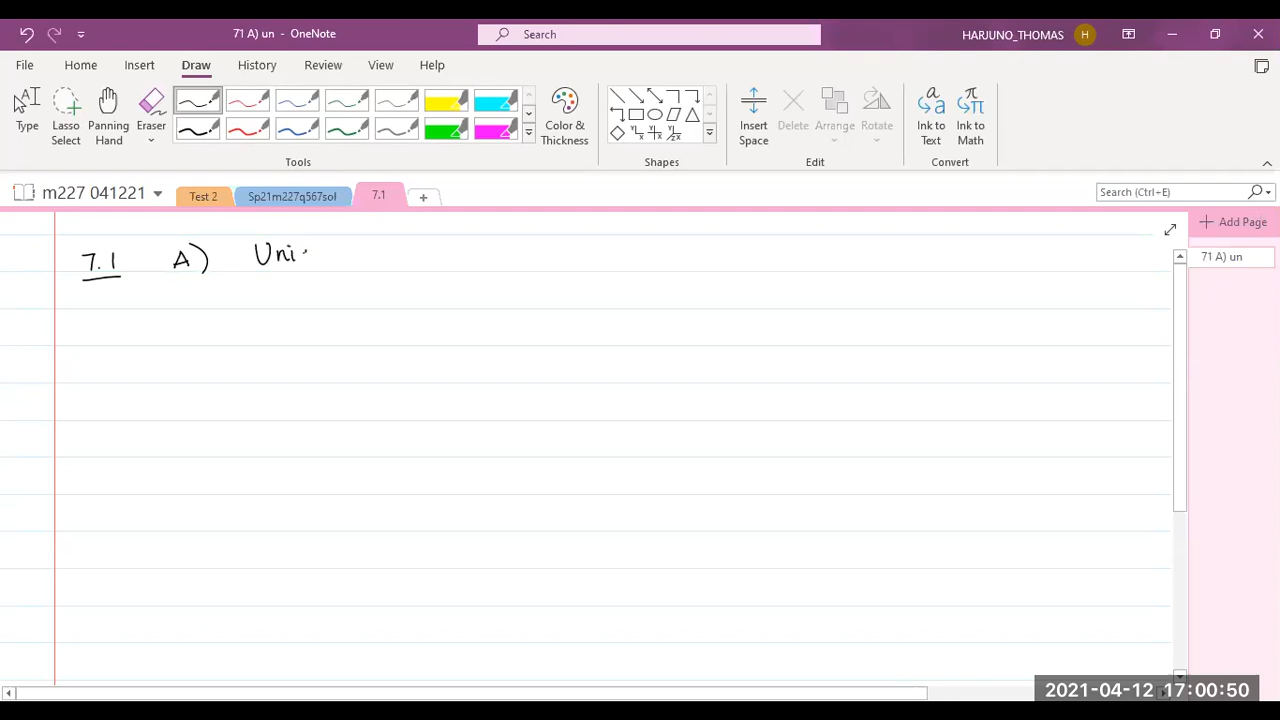 71 A) un - OneNote
Search
HARJUNO_THOMAS
H
File Home Insert Draw History Review View Help
Type
Lasso Select
Panning Hand
Eraser
Color & Thickness
Insert Space
Delete
Arrange
Rotate
Ink to Text
Ink to Math
Tools
Shapes
Edit
Convert
m227 041221
Test 2
Sp21m227q567sol
7.1
Search (Ctrl+E)
Add Page
71 A) un
7.1 A) Uni
2021-04-12 17:00:50